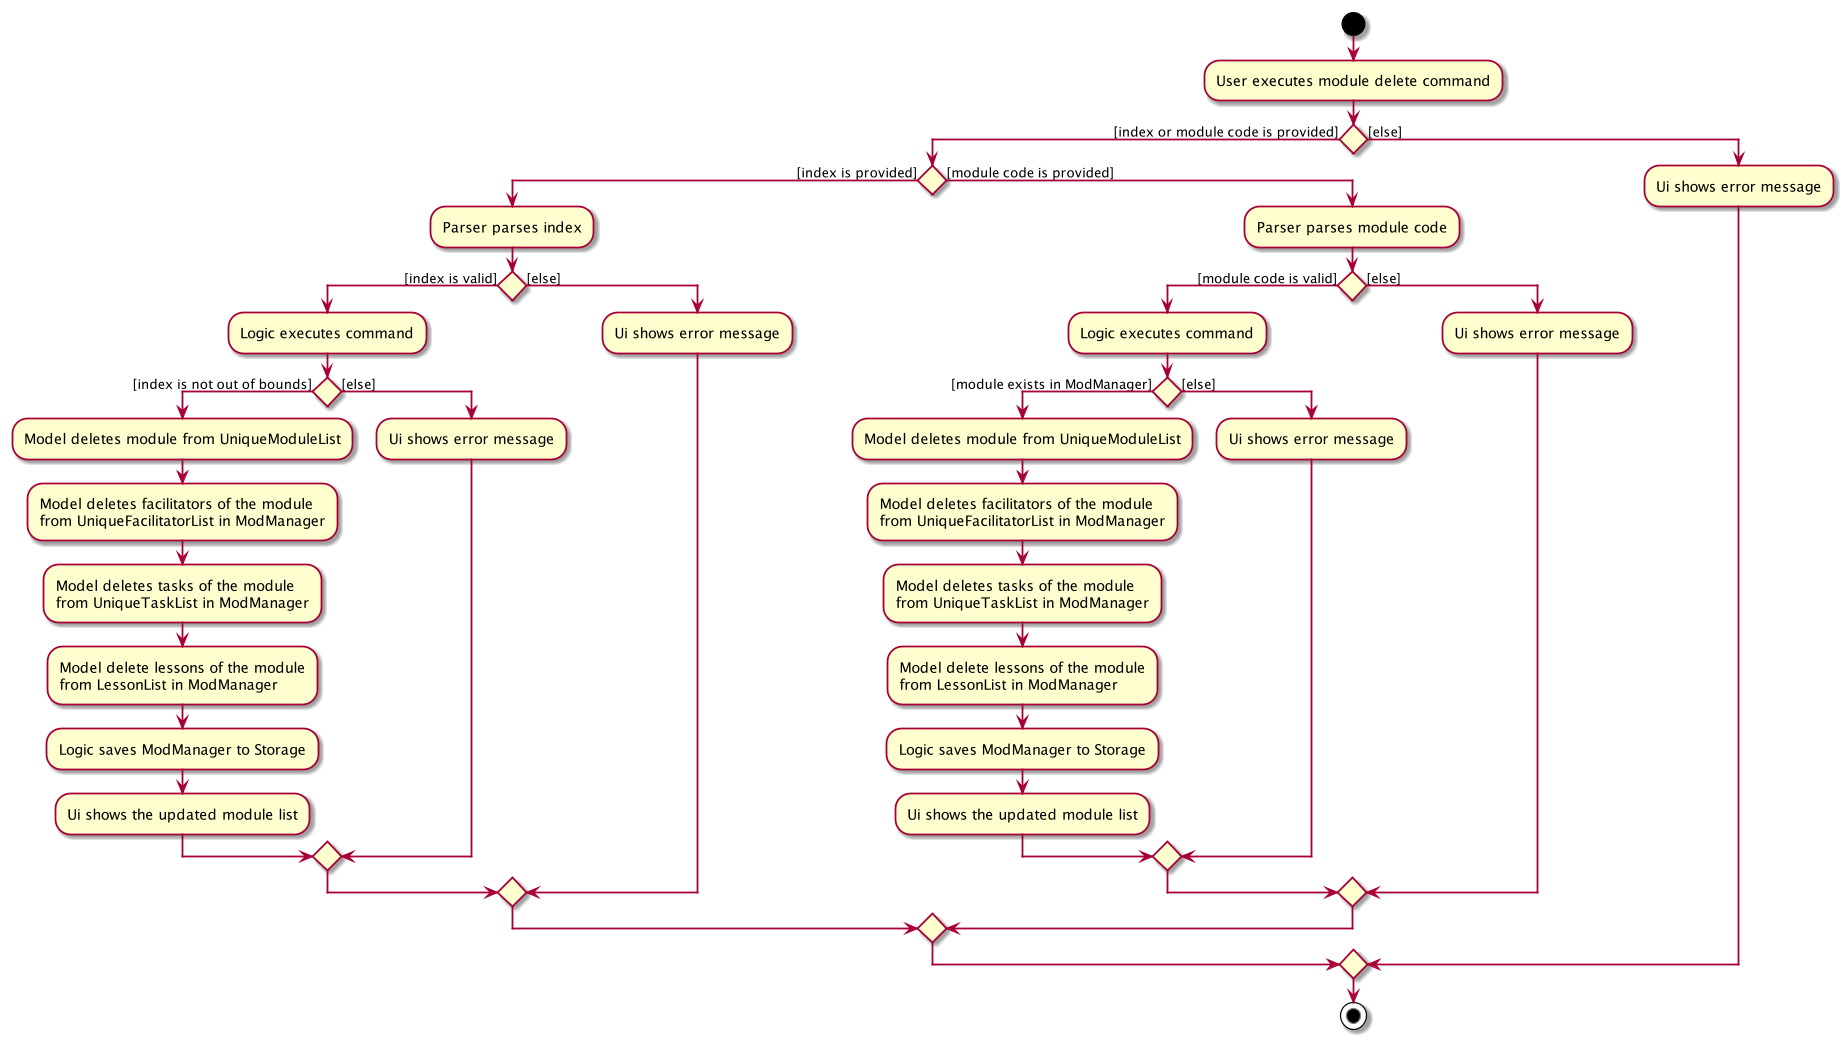 User executes module delete command
[index or module code is provided]
[else]
[index is provided]
[module code is provided]
Ui shows error message
Parser parses index
Parser parses module code
[index is valid]
[else]
[module code is valid]
[else]
Logic executes command
Ui shows error message
Logic executes command
Ui shows error message
[index is not out of bounds]
[else]
[module exists in ModManager]
[else]
Model deletes module from UniqueModuleList
Ui shows error message
Model deletes module from UniqueModuleList
Ui shows error message
Model deletes facilitators of the module
from UniqueFacilitatorList in ModManager
Model deletes facilitators of the module
from UniqueFacilitatorList in ModManager
Model deletes tasks of the module
from UniqueTaskList in ModManager
Model deletes tasks of the module
from UniqueTaskList in ModManager
Model delete lessons of the module
from LessonList in ModManager
Model delete lessons of the module
from LessonList in ModManager
Logic saves ModManager to Storage
Logic saves ModManager to Storage
Ui shows the updated module list
Ui shows the updated module list